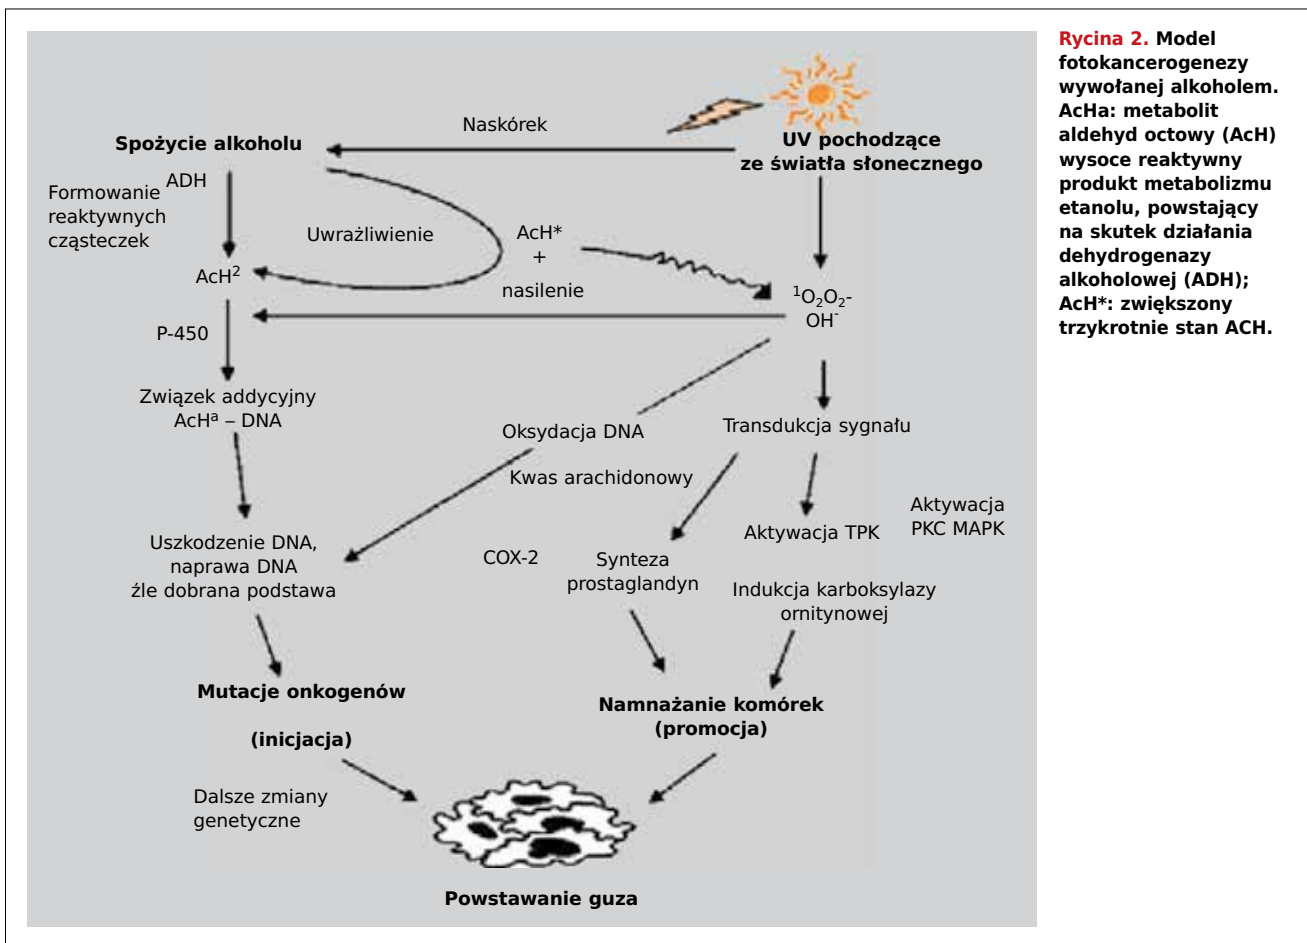 Rycina 2. Model
fotokancerogenezy
wywołanej alkoholem.
AcHa: metabolit
aldehyd octowy (AcH)
wysoce reaktywny
produkt metabolizmu
etanolu, powstający
na skutek działania
dehydrogenazy
alkoholowej (ADH);
AcH*: zwiększony
trzykrotnie stan ACH.
Naskórek
Spożycie alkoholu
UV pochodzące
ze światła słonecznego
ADH
Formowanie
reaktywnych
cząsteczek
Uwrażliwienie
AcH*
+
nasilenie
AcH²
¹O₂O₂-
OH⁻
P-450
Związek addycyjny
AcHᵃ – DNA
Oksydacja DNA
Transdukcja sygnału
Kwas arachidonowy
Aktywacja
PKC MAPK
Aktywacja TPK
Uszkodzenie DNA,
naprawa DNA
źle dobrana podstawa
COX-2
Synteza
prostaglandyn
Indukcja karboksylazy
ornitynowej
Mutacje onkogenów
(inicjacja)
Namnażanie komórek
(promocja)
Dalsze zmiany
genetyczne
Powstawanie guza